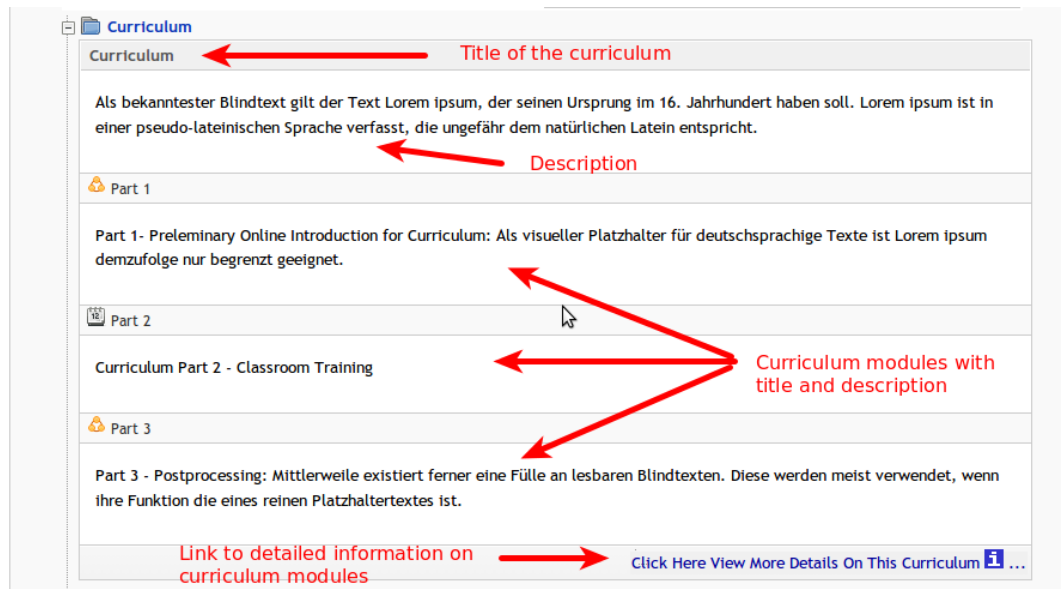 Curriculum
Curriculum
Title of the curriculum
Als bekanntester Blindtext gilt der Text Lorem ipsum, der seinen Ursprung im 16. Jahrhundert haben soll. Lorem ipsum ist in
einer pseudo-lateinischen Sprache verfasst, die ungefähr dem natürlichen Latein entspricht.
Description
Part 1
Part 1- Preleminary Online Introduction for Curriculum: Als visueller Platzhalter für deutschsprachige Texte ist Lorem ipsum
demzufolge nur begrenzt geeignet.
12
Part 2
Curriculum Part 2 - Classroom Training
Curriculum modules with
title and description
Part 3
Part 3 - Postprocessing: Mittlerweile existiert ferner eine Fülle an lesbaren Blindtexten. Diese werden meist verwendet, wenn
ihre Funktion die eines reinen Platzhaltertextes ist.
Link to detailed information on
curriculum modules
Click Here View More Details On This Curriculum i ...